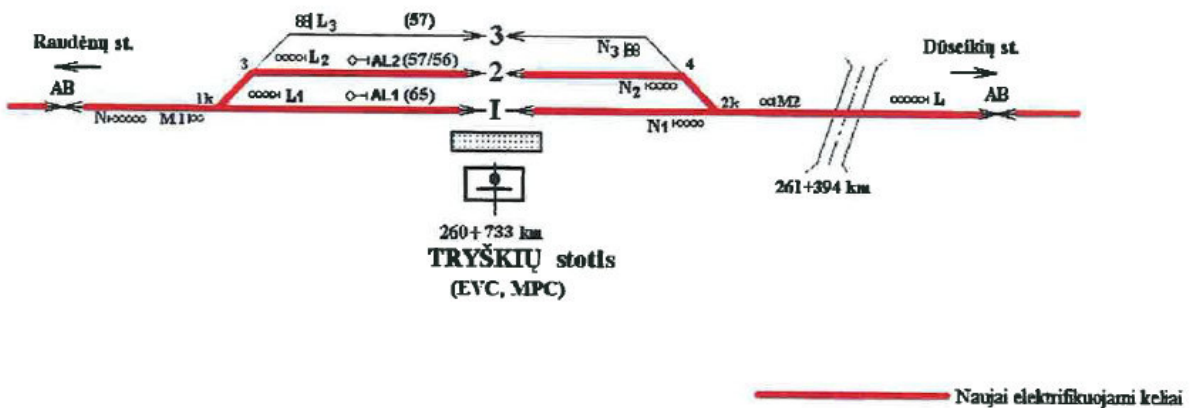 L3 (57) 3 N3
Raudėnų st. Dūseikių st.
3 L2 AL2 (57/56) 2 N2 4
AB 1k L1 AL1 (65) I 2k M2 L AB
N M1 N1
261+394 km
260+733 km
TRYŠKIŲ stotis
(EVC, MPC)
Naujai elektrifikuojami keliai